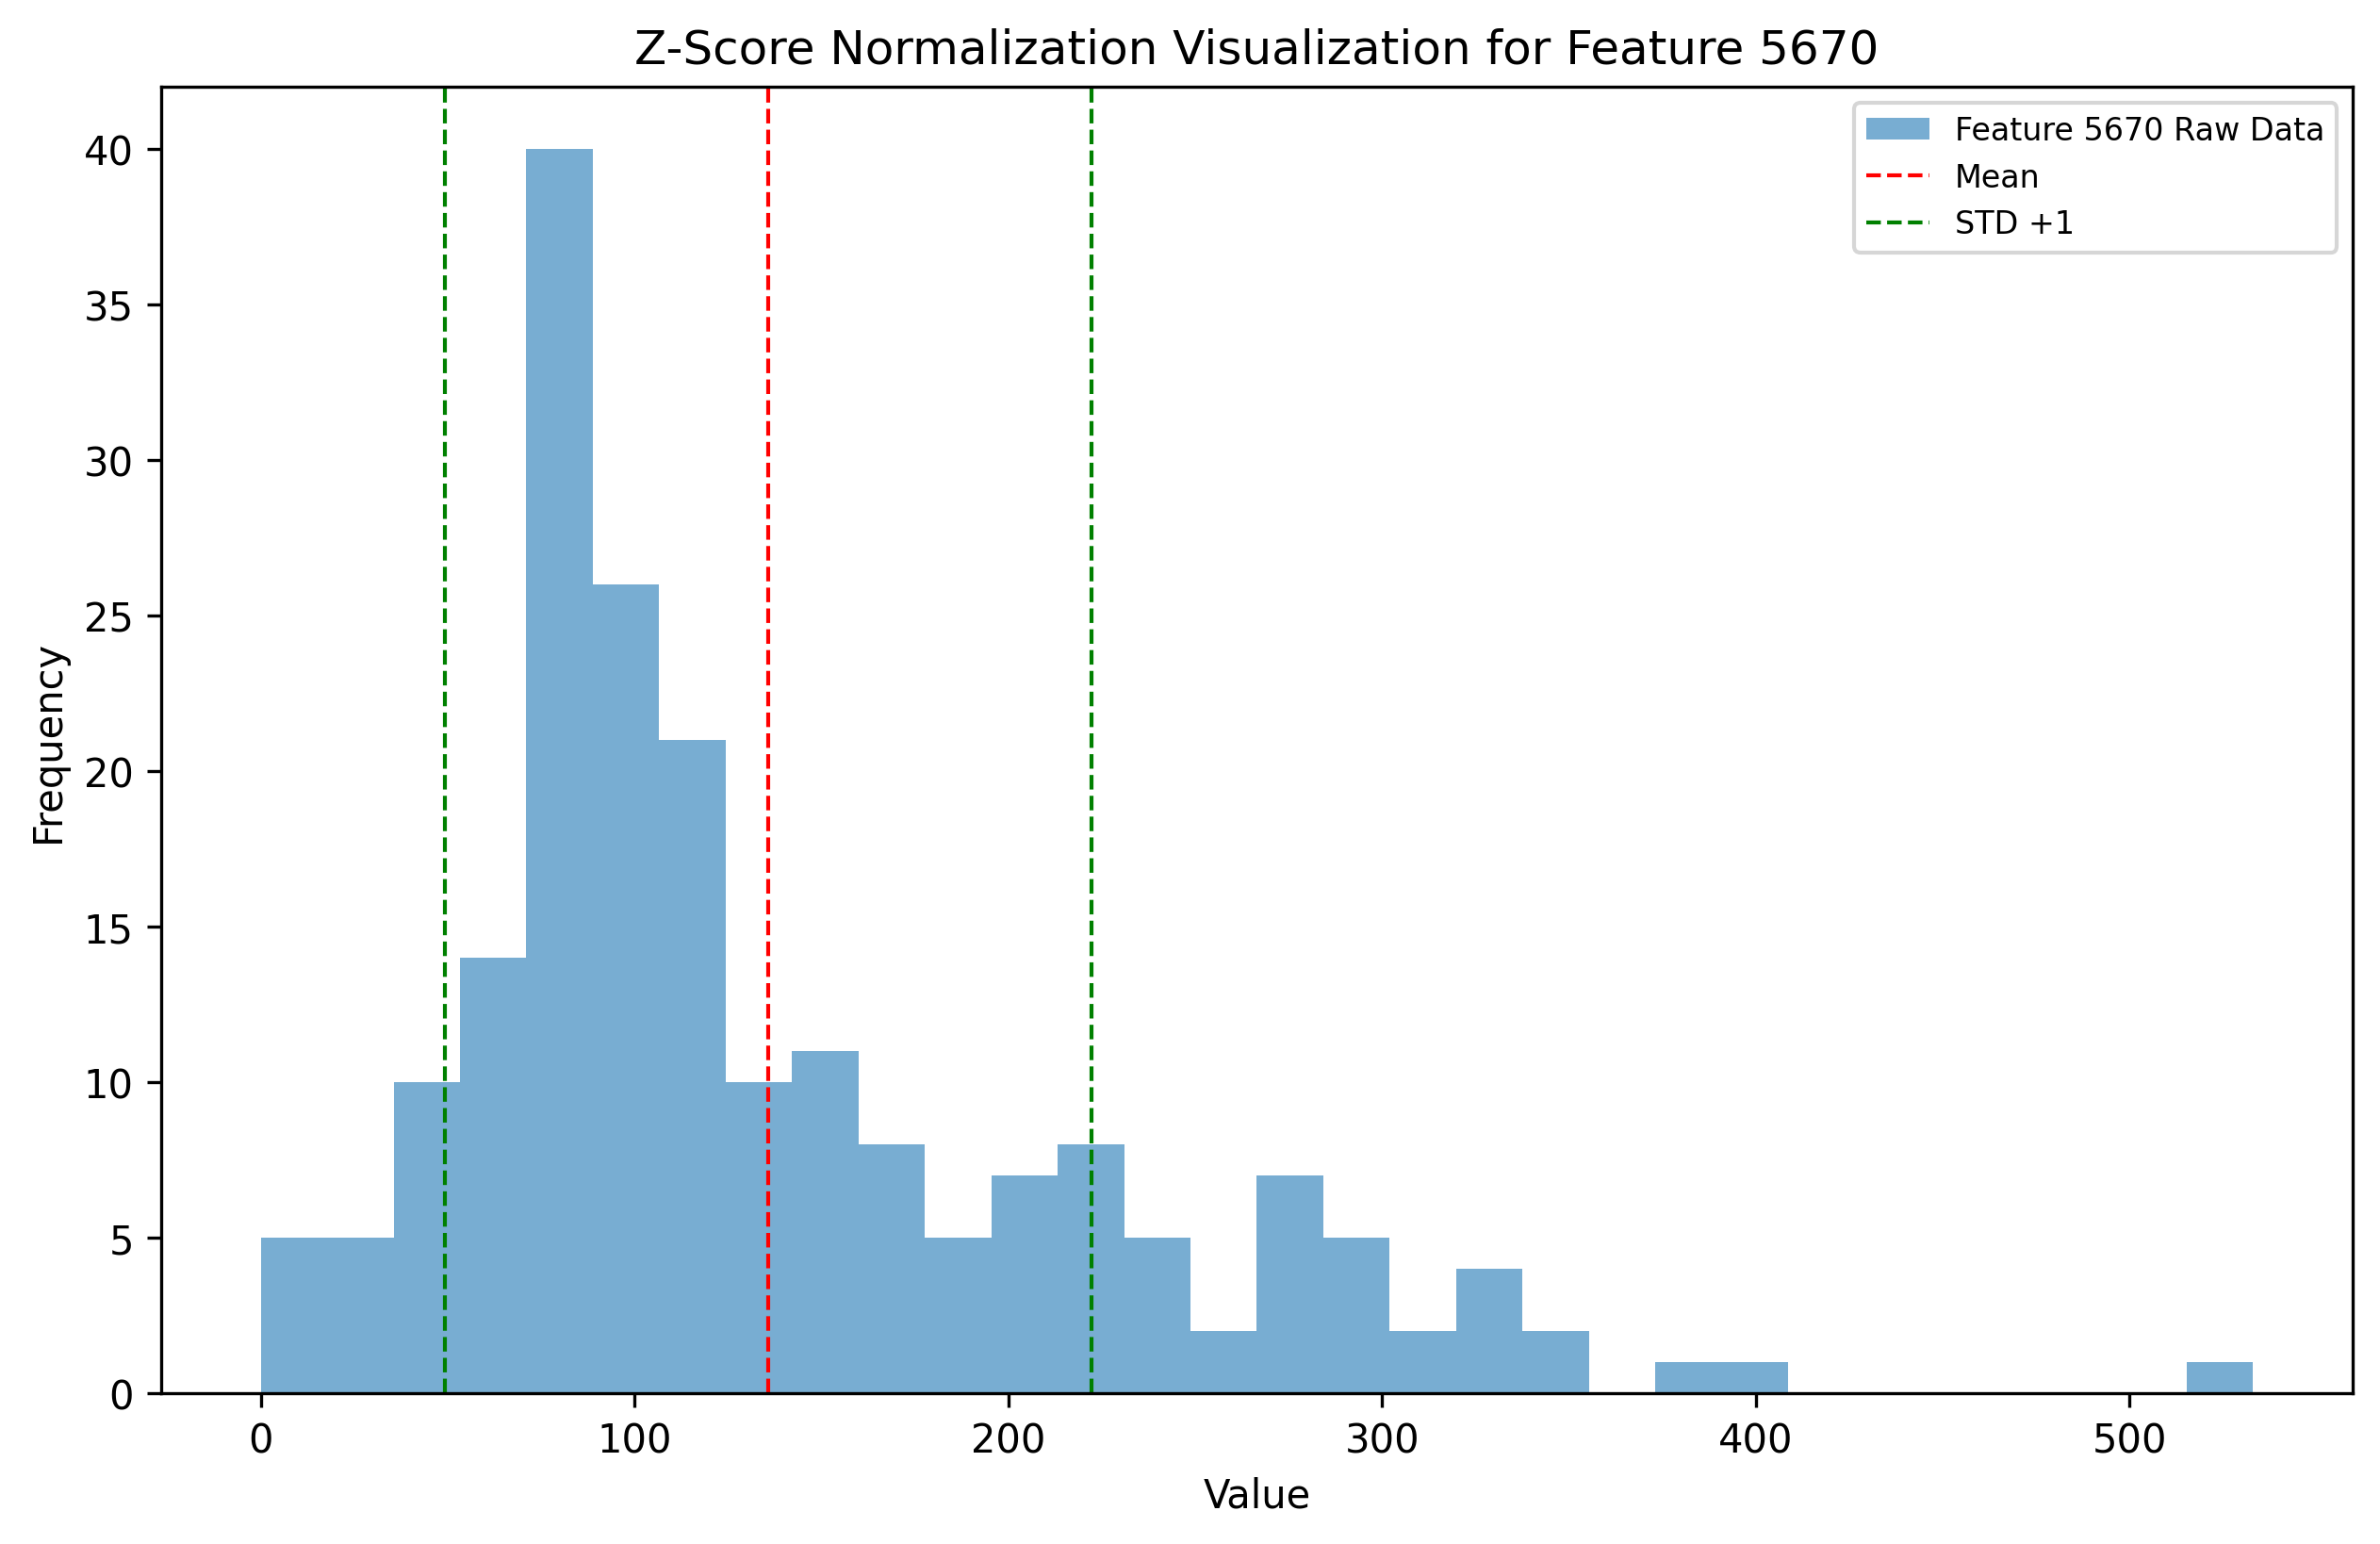 Z-Score Normalization Visualization for Feature 5670
Feature 5670 Raw Data
Mean
STD +1
40
35
30
25
20
15
10
5
0
Frequency
0 100 200 300 400 500
Value